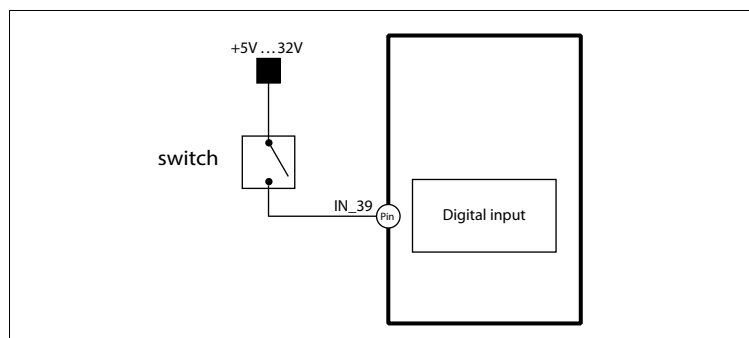 +5V ... 32V
switch
IN_39
Pin
Digital input